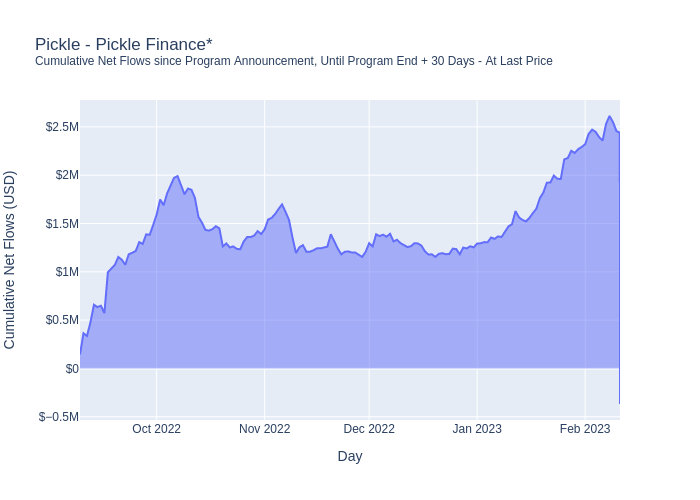 Pickle - Pickle Finance*
Cumulative Net Flows since Program Announcement, Until Program End + 30 Days - At Last Price
Cumulative Net Flows (USD)
$2.5M
$2M
$1.5M
$1M
$0.5M
$0
$−0.5M
Oct 2022
Nov 2022
Dec 2022
Jan 2023
Feb 2023
Day